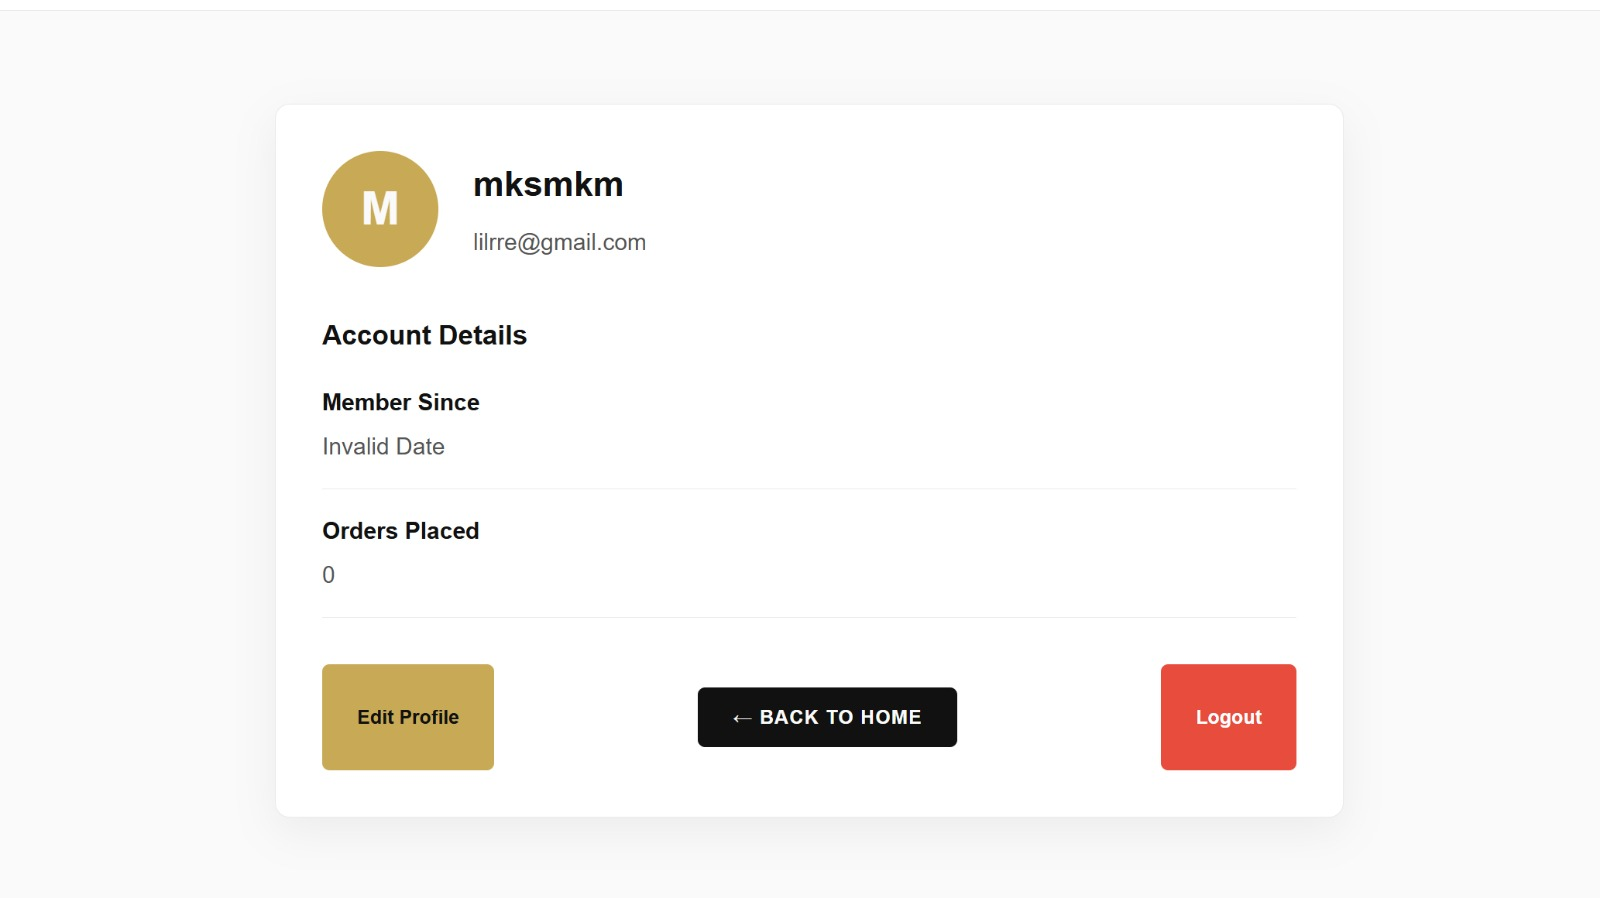 M
mksmkm
lilrre@gmail.com
Account Details
Member Since
Invalid Date
Orders Placed
0
Edit Profile
← BACK TO HOME
Logout